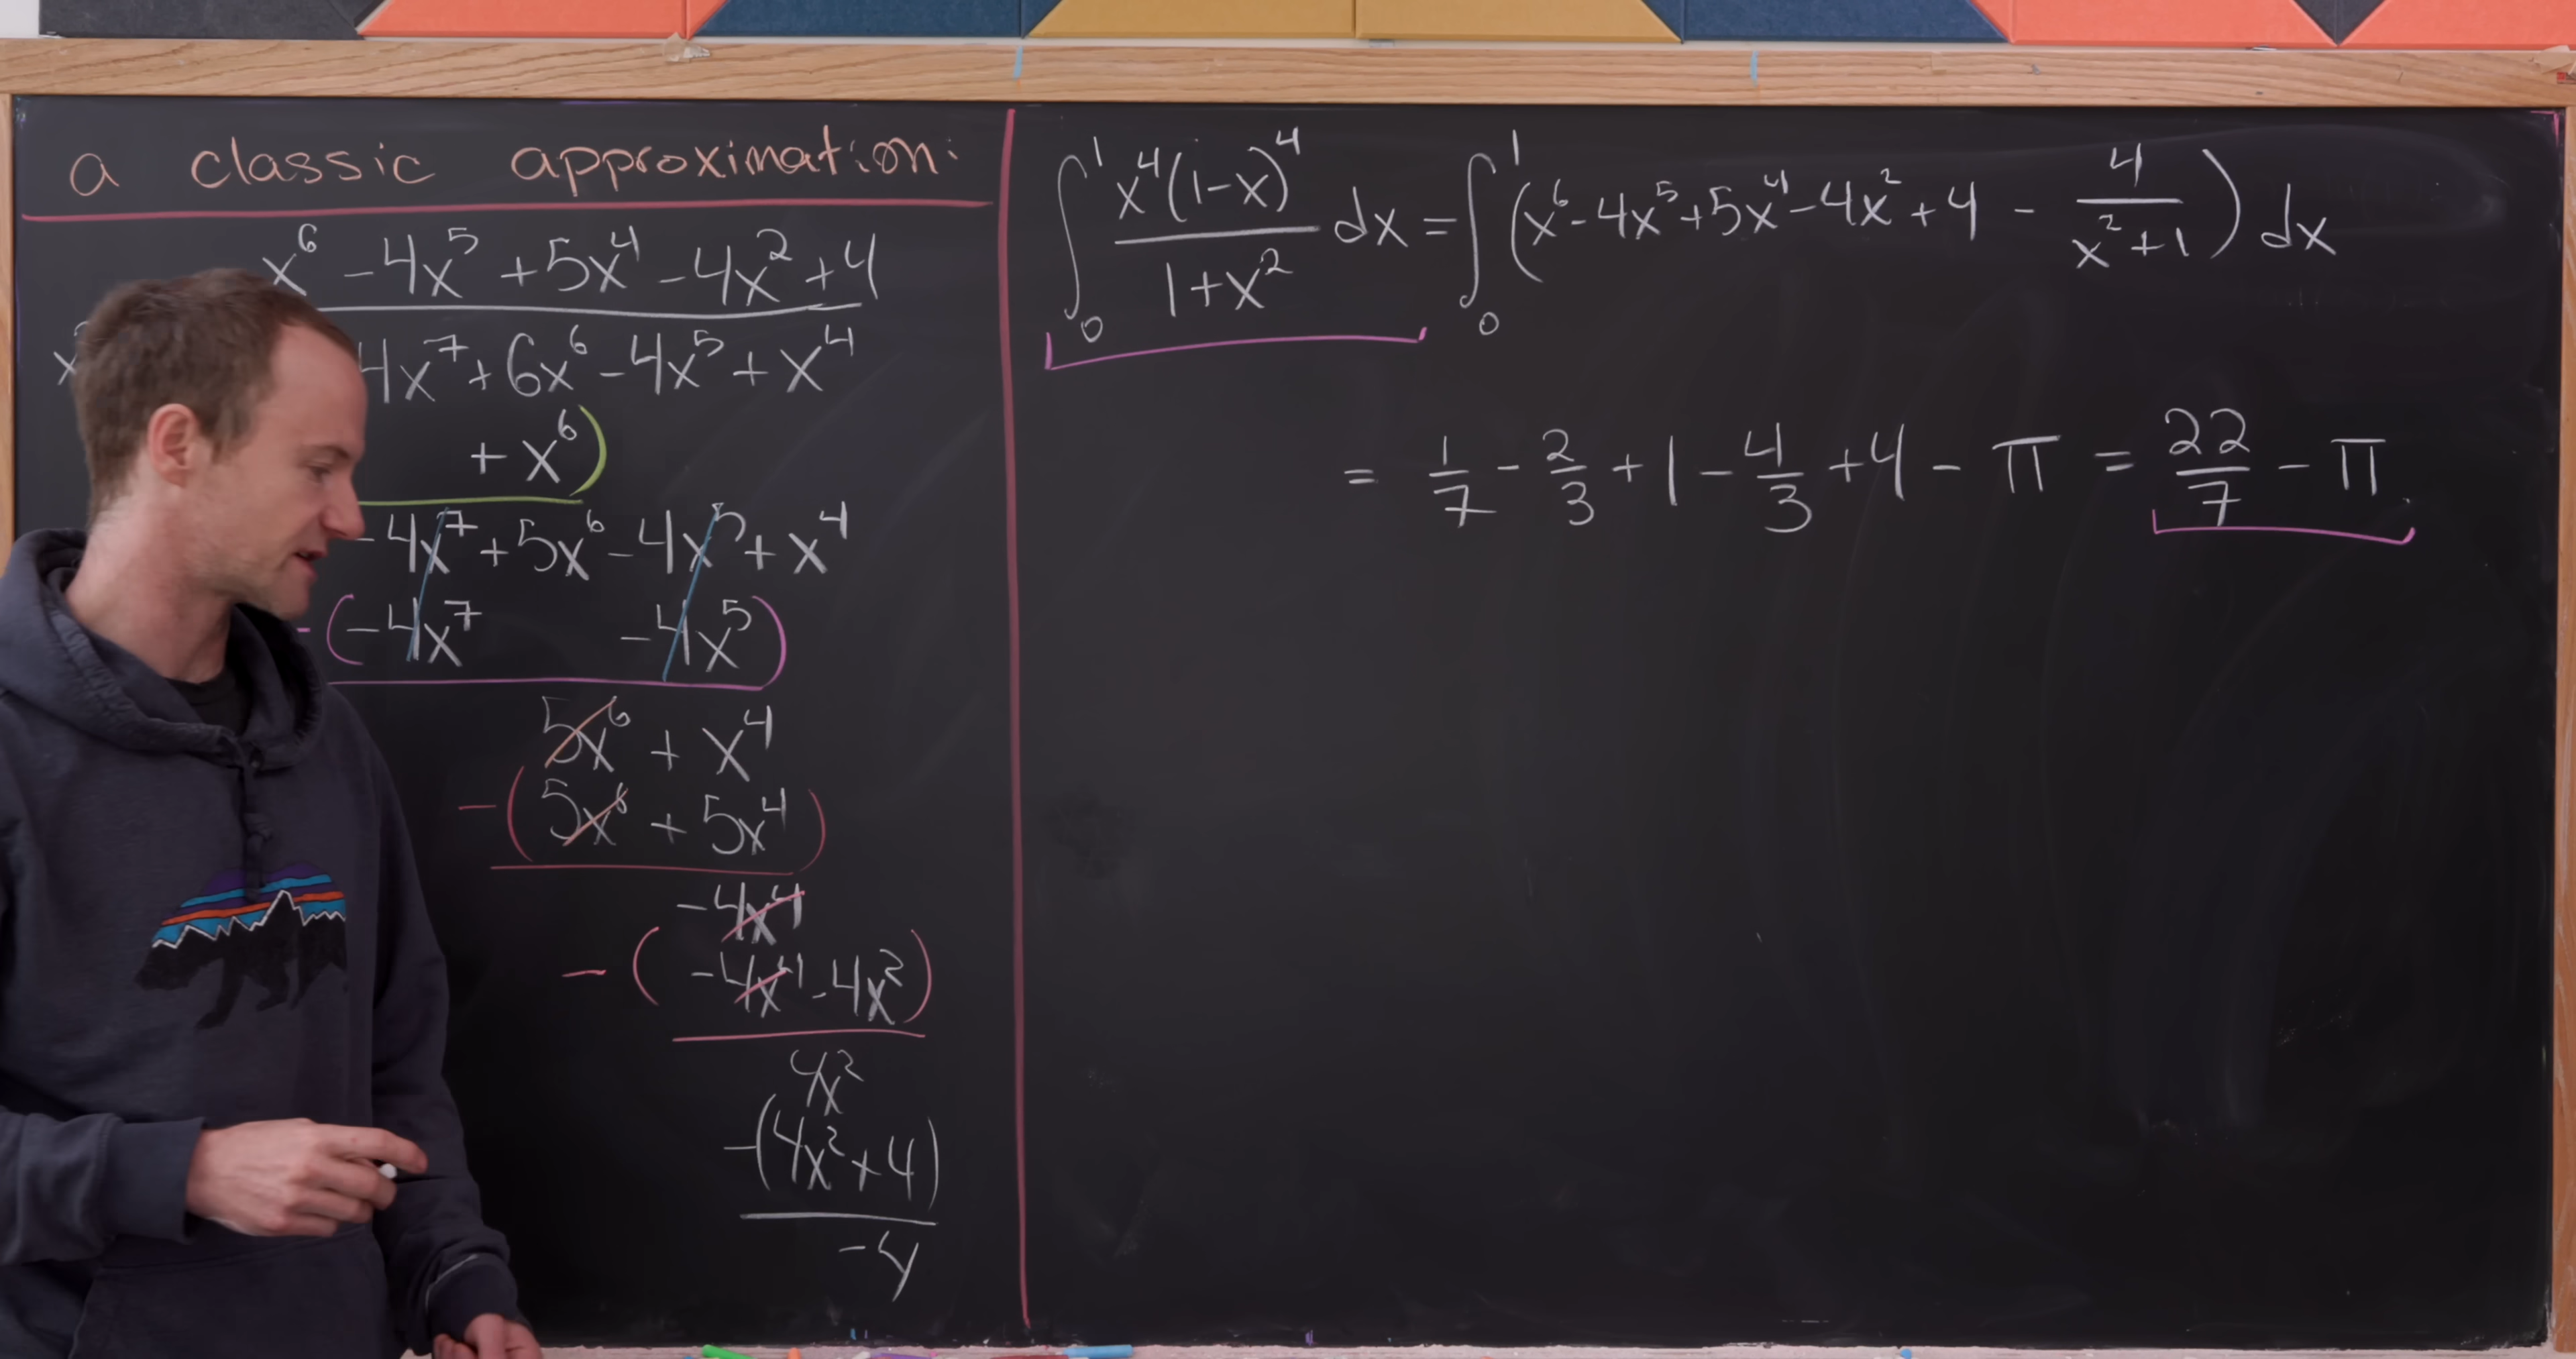 a classic approximation:
x⁶ - 4x⁵ + 5x⁴ - 4x² + 4
4x⁷ + 6x⁶ - 4x⁵ + x⁴
+ x⁶)
- 4x⁷ + 5x⁶ - 4x⁵ + x⁴
- (-4x⁷ - 4x⁵)
5x⁶ + x⁴
- (5x⁶ + 5x⁴)
-4x⁴
- (-4x⁴ - 4x²)
4x²
- (4x² + 4)
-4
∫₀¹ x⁴(1-x)⁴/(1+x²) dx = ∫₀¹ (x⁶ - 4x⁵ + 5x⁴ - 4x² + 4 - 4/(x²+1)) dx
= 1/7 - 2/3 + 1 - 4/3 + 4 - π = 22/7 - π